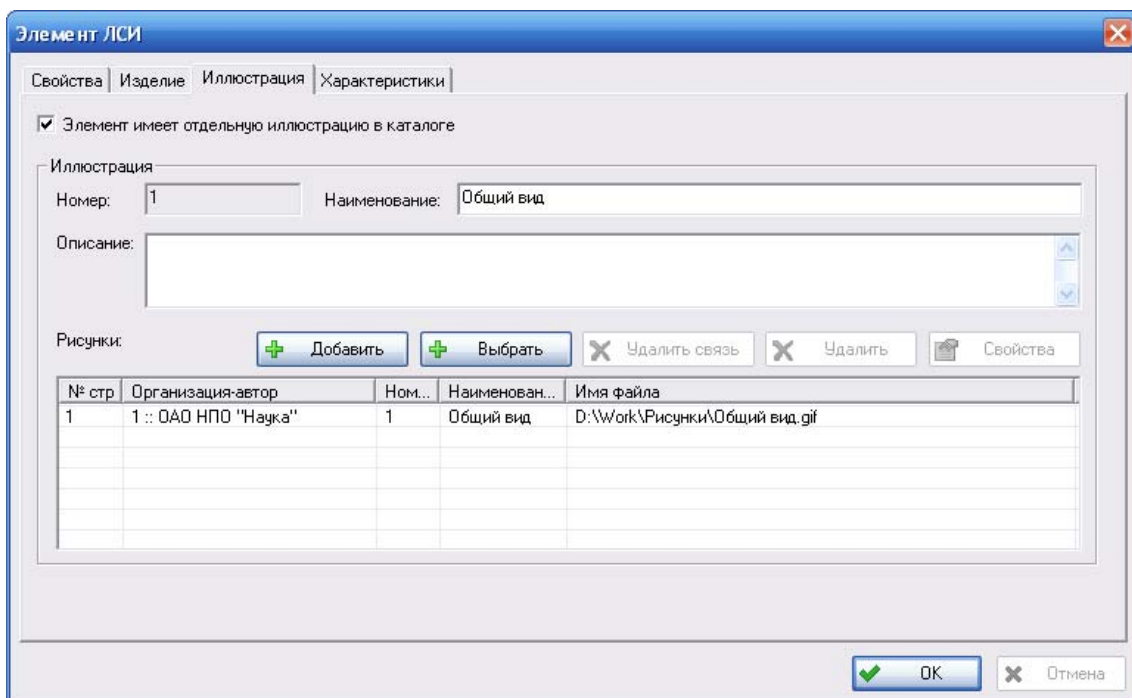 Элемент ЛСИ
Свойства Изделие Иллюстрация Характеристики
Элемент имеет отдельную иллюстрацию в каталоге
Иллюстрация
Номер: 1 Наименование: Общий вид
Описание:
Рисунки: Добавить Выбрать Удалить связь Удалить Свойства
№ стр Организация-автор Ном... Наименован... Имя файла
1 1 :: ОАО НПО "Наука" 1 Общий вид D:\Work\Рисунки\Общий вид.gif
OK Отмена